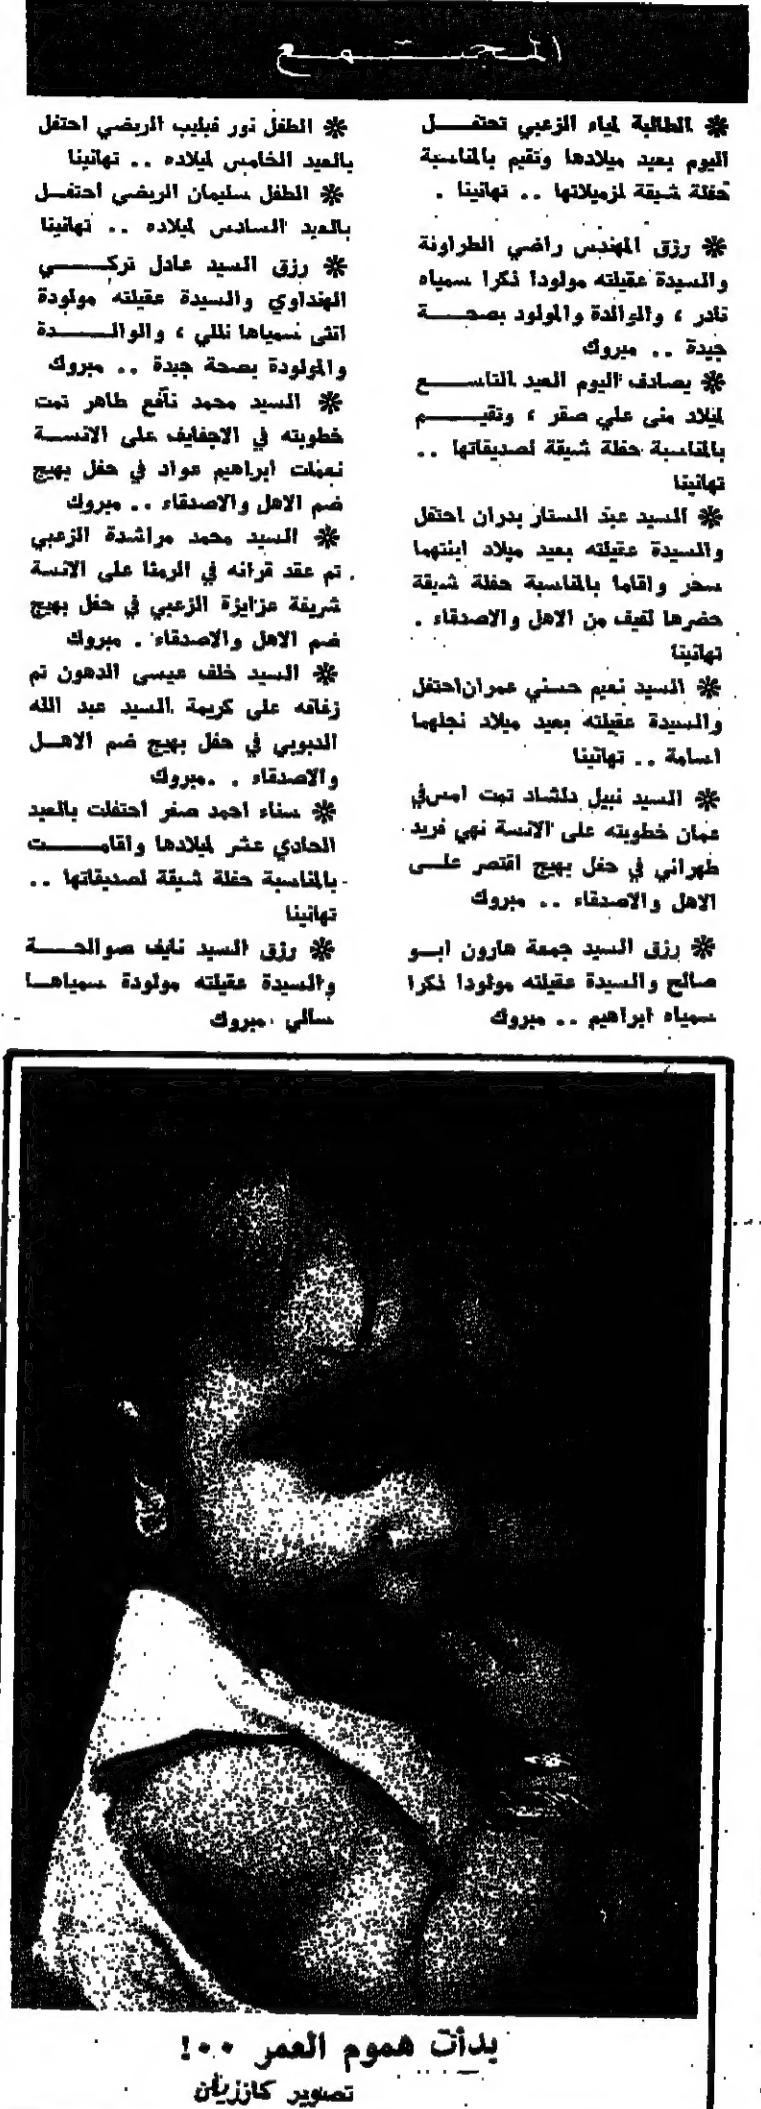 المجتمع
❊ الطالبة لمياء الزعبي تحتفل
اليوم بعيد ميلادها وتقيم بالمناسبة
حفلة شيقة لزميلاتها .. تهانينا .
❊ رزق المهندس راضي الطراونة
والسيدة عقيلته مولودا ذكرا سمياه
نادر ، والوالدة والمولود بصحة
جيدة .. مبروك
❊ يصادف اليوم العيد التاسع
لميلاد منى علي صقر ، وتقيم
بالمناسبة حفلة شيقة لصديقاتها ..
تهانينا
❊ السيد عبد الستار بدران احتفل
والسيدة عقيلته بعيد ميلاد ابنتهما
سحر واقاما بالمناسبة حفلة شيقة
حضرها لفيف من الاهل والاصدقاء .
تهانينا
❊ السيد نعيم حسني عمران احتفل
والسيدة عقيلته بعيد ميلاد نجلهما
اسامة .. تهانينا
❊ السيد نبيل دلشاد تمت امس في
عمان خطوبته على الانسة نهي فريد
طهراني في حفل بهيج اقتصر على
الاهل والاصدقاء .. مبروك
❊ رزق السيد جمعة هارون ابو
صالح والسيدة عقيلته مولودا ذكرا
سمياه ابراهيم .. مبروك
❊ الطفل نور فيليب الريضي احتفل
بالعيد الخامس لميلاده .. تهانينا
❊ الطفل سليمان الريضي احتفل
بالعيد السادس لميلاده .. تهانينا
❊ رزق السيد عادل تركي
الهنداوي والسيدة عقيلته مولودة
انثى سمياها نللي ، والوالدة
والمولودة بصحة جيدة .. مبروك
❊ السيد محمد نافع طاهر تمت
خطوبته في الاجفايف على الانسة
نعمات ابراهيم عواد في حفل بهيج
ضم الاهل والاصدقاء .. مبروك
❊ السيد محمد مراشدة الزعبي
تم عقد قرانه في الرمثا على الانسة
شريفة عزايزة الزعبي في حفل بهيج
ضم الاهل والاصدقاء . مبروك
❊ السيد خلف عيسى الدهون تم
زفافه على كريمة السيد عبد الله
الدبوبي في حفل بهيج ضم الاهل
والاصدقاء . .مبروك
❊ سناء احمد صقر احتفلت بالعيد
الحادي عشر لميلادها واقامت
بالمناسبة حفلة شيقة لصديقاتها ..
تهانينا
❊ رزق السيد نايف صوالحة
والسيدة عقيلته مولودة سمياها
سالي .مبروك
بدأت هموم العمر ..!
تصوير كاززيان